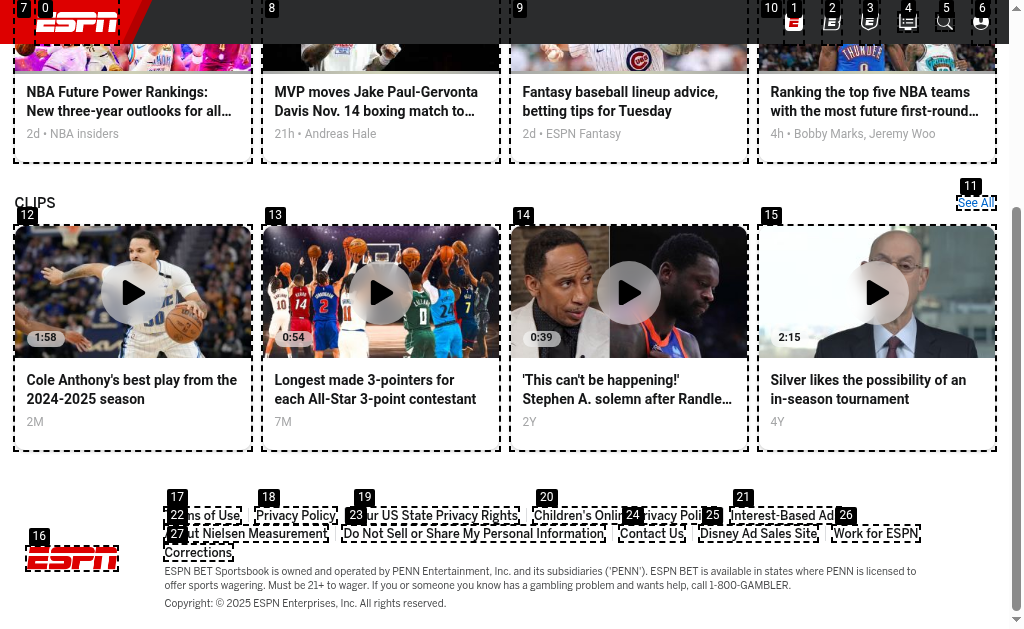 7
0
ESPN
8
9
10
1
2
3
4
5
6
NBA Future Power Rankings:
New three-year outlooks for all…
2d • NBA insiders
MVP moves Jake Paul-Gervonta
Davis Nov. 14 boxing match to…
21h • Andreas Hale
Fantasy baseball lineup advice,
betting tips for Tuesday
2d • ESPN Fantasy
Ranking the top five NBA teams
with the most future first-round…
4h • Bobby Marks, Jeremy Woo
CLIPS
11
See All
12
13
14
15
1:58
0:54
0:39
2:15
Cole Anthony's best play from the
2024-2025 season
2M
Longest made 3-pointers for
each All-Star 3-point contestant
7M
'This can't be happening!'
Stephen A. solemn after Randle…
2Y
Silver likes the possibility of an
in-season tournament
4Y
16
ESPN
17
18
19
20
21
22
ms of Use
Privacy Policy
23
ur US State Privacy Rights
Children's Onlin
24
rivacy Poli
25
Interest-Based Ad
26
27
ut Nielsen Measurement
Do Not Sell or Share My Personal Information
Contact Us
Disney Ad Sales Site
Work for ESPN
Corrections
ESPN BET Sportsbook is owned and operated by PENN Entertainment, Inc. and its subsidiaries ('PENN'). ESPN BET is available in states where PENN is licensed to
offer sports wagering. Must be 21+ to wager. If you or someone you know has a gambling problem and wants help, call 1-800-GAMBLER.
Copyright: © 2025 ESPN Enterprises, Inc. All rights reserved.